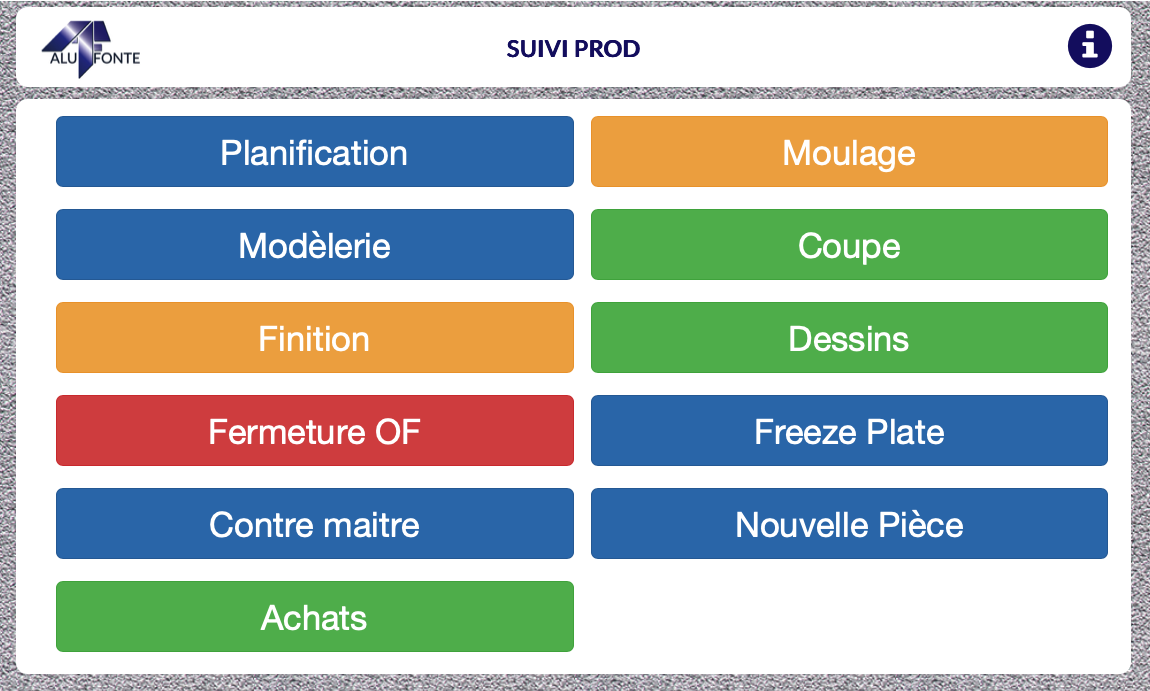 ALU FONTE
SUIVI PROD
Planification
Moulage
Modèlerie
Coupe
Finition
Dessins
Fermeture OF
Freeze Plate
Contre maitre
Nouvelle Pièce
Achats